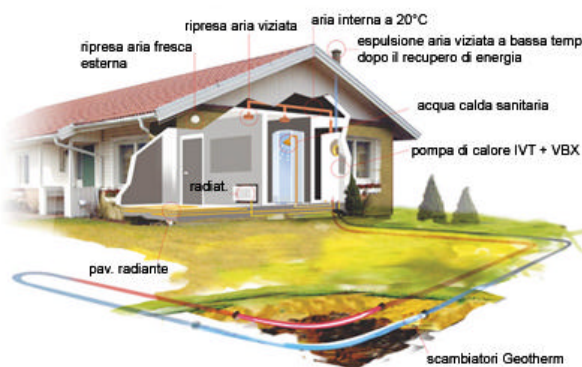 ripresa aria viziata
aria interna a 20°C
ripresa aria fresca
esterna
espulsione aria viziata a bassa temp
dopo il recupero di energia
acqua calda sanitaria
pompa di calore IVT + VBX
radiat.
pav. radiante
scambiatori Geotherm